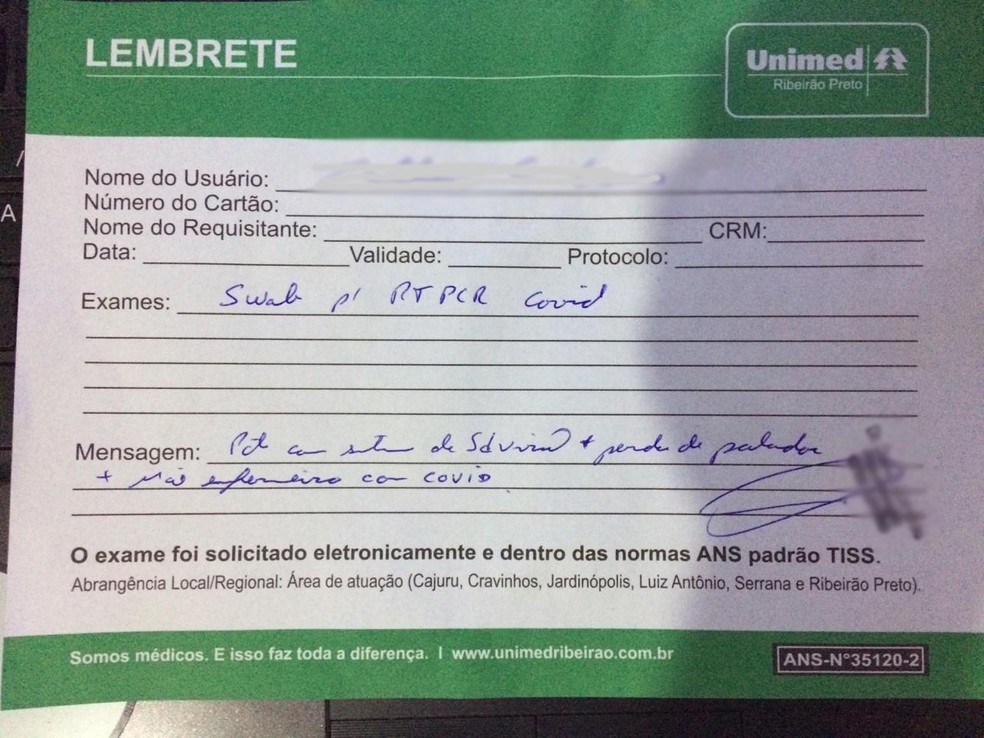 LEMBRETE
Unimed
Ribeirão Preto
Nome do Usuário:
Número do Cartão:
Nome do Requisitante: CRM:
Data: Validade: Protocolo:
Exames: Swab p/ RT PCR Covid
Mensagem: Pct com de Sd viral + perda de paladar
+ Mãe enfermeira com covid
O exame foi solicitado eletronicamente e dentro das normas ANS padrão TISS.
Abrangência Local/Regional: Área de atuação (Cajuru, Cravinhos, Jardinópolis, Luiz Antônio, Serrana e Ribeirão Preto).
Somos médicos. E isso faz toda a diferença. I www.unimedribeirao.com.br
ANS-N°35120-2
A
/